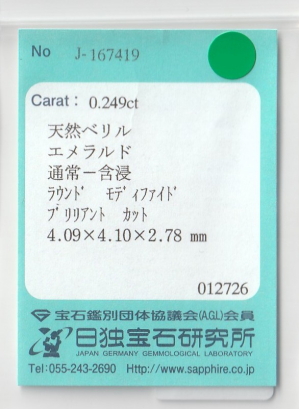 No J-167419
Carat: 0.249ct
天然ベリル
エメラルド
通常－含浸
ﾗｳﾝﾄﾞ ﾓﾃﾞｨﾌｧｲﾄﾞ
ﾌﾞﾘﾘｱﾝﾄ ｶｯﾄ
4.09×4.10×2.78 mm
012726
宝石鑑別団体協議会(AGL)会員
日独宝石研究所
JAPAN GERMANY GEMMOLOGICAL LABORATORY
Tel:055-243-2690 http://www.sapphire.co.jp